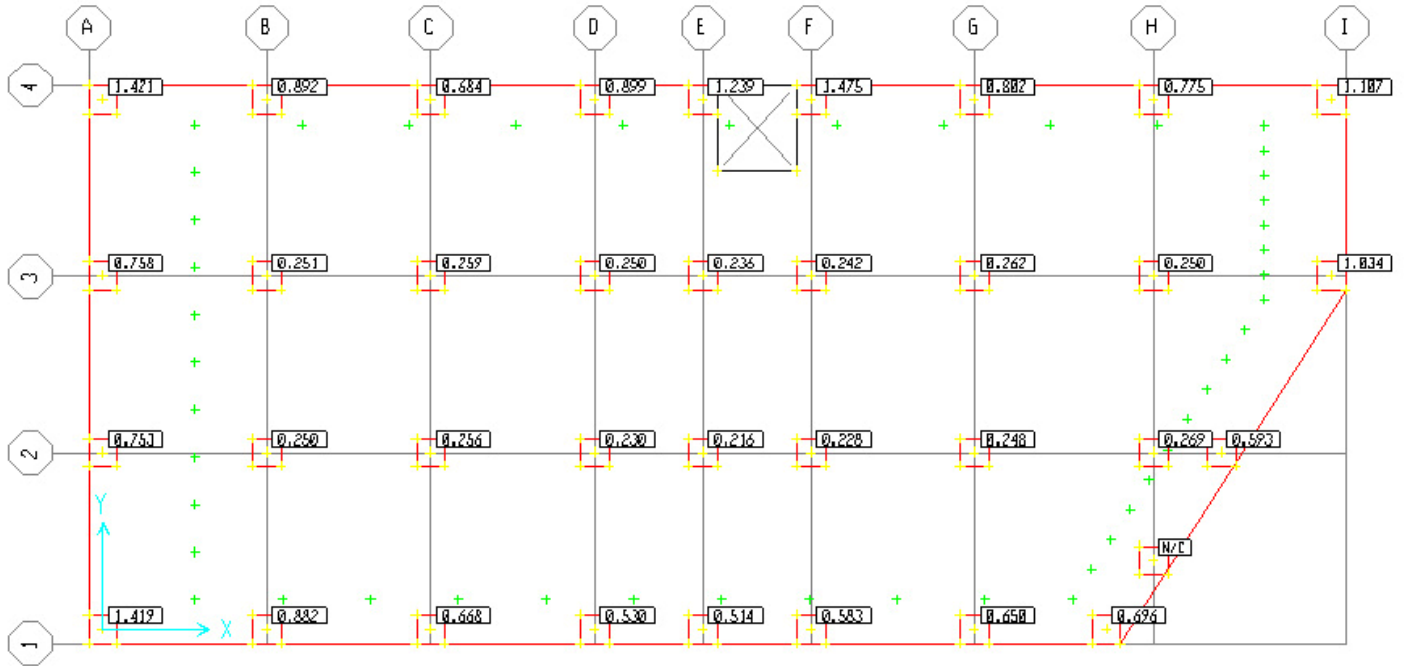 A B C D E F G H I
4 1.421 0.892 0.684 0.899 1.239 1.475 0.802 0.775 1.107
3 0.758 0.251 0.259 0.250 0.236 0.242 0.262 0.250 1.034
2 0.753 0.250 0.256 0.230 0.216 0.228 0.248 0.269 0.593
Y
N/C
1.419 0.882 0.668 0.530 0.514 0.583 0.650 0.696
X
1